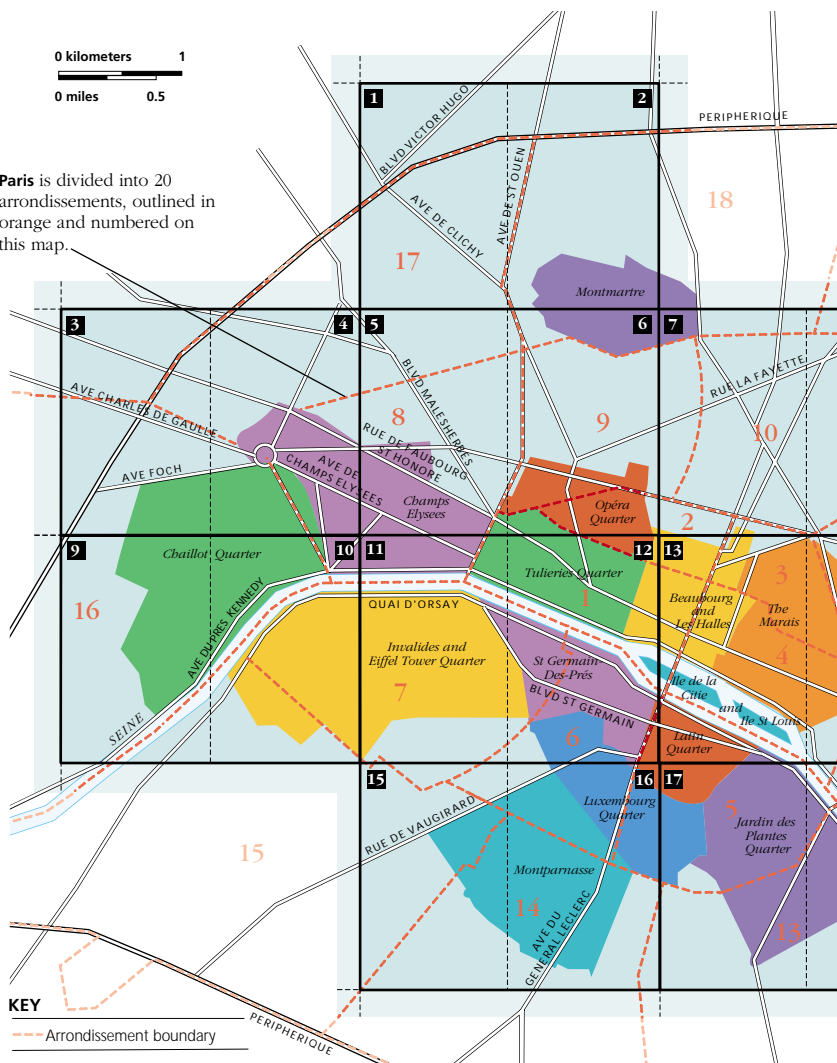 0 kilometers 1
0 miles 0.5
Paris is divided into 20
arrondissements, outlined in
orange and numbered on
this map.
1
2
BLVD VICTOR HUGO
PERIPHERIQUE
AVE DE ST OUEN
AVE DE CLICHY
18
17
Montmartre
3
4
5
6
7
AVE CHARLES DE GAULLE
BLVD MALESHERBES
RUE LA FAYETTE
8
9
10
RUE DE FAUBOURG
ST HONORE
AVE DE
CHAMPS ELYSEES
AVE FOCH
Champs
Elysees
Opéra
Quarter
2
9
10
11
12
13
Chaillot Quarter
Tulieries Quarter
1
3
16
AVE DU PRES KENNEDY
QUAI D'ORSAY
Beaubourg
and
Les Halles
The
Marais
4
Invalides and
Eiffel Tower Quarter
7
St Germain-
Des-Prés
BLVD ST GERMAIN
Ile de la
Citie
and
Ile St Louis
SEINE
6
Latin
Quarter
15
16
17
RUE DE VAUGIRARD
Luxembourg
Quarter
5
Jardin des
Plantes
Quarter
15
Montparnasse
14
AVE DU
GENERAL LECLERC
13
KEY
Arrondissement boundary
PERIPHERIQUE